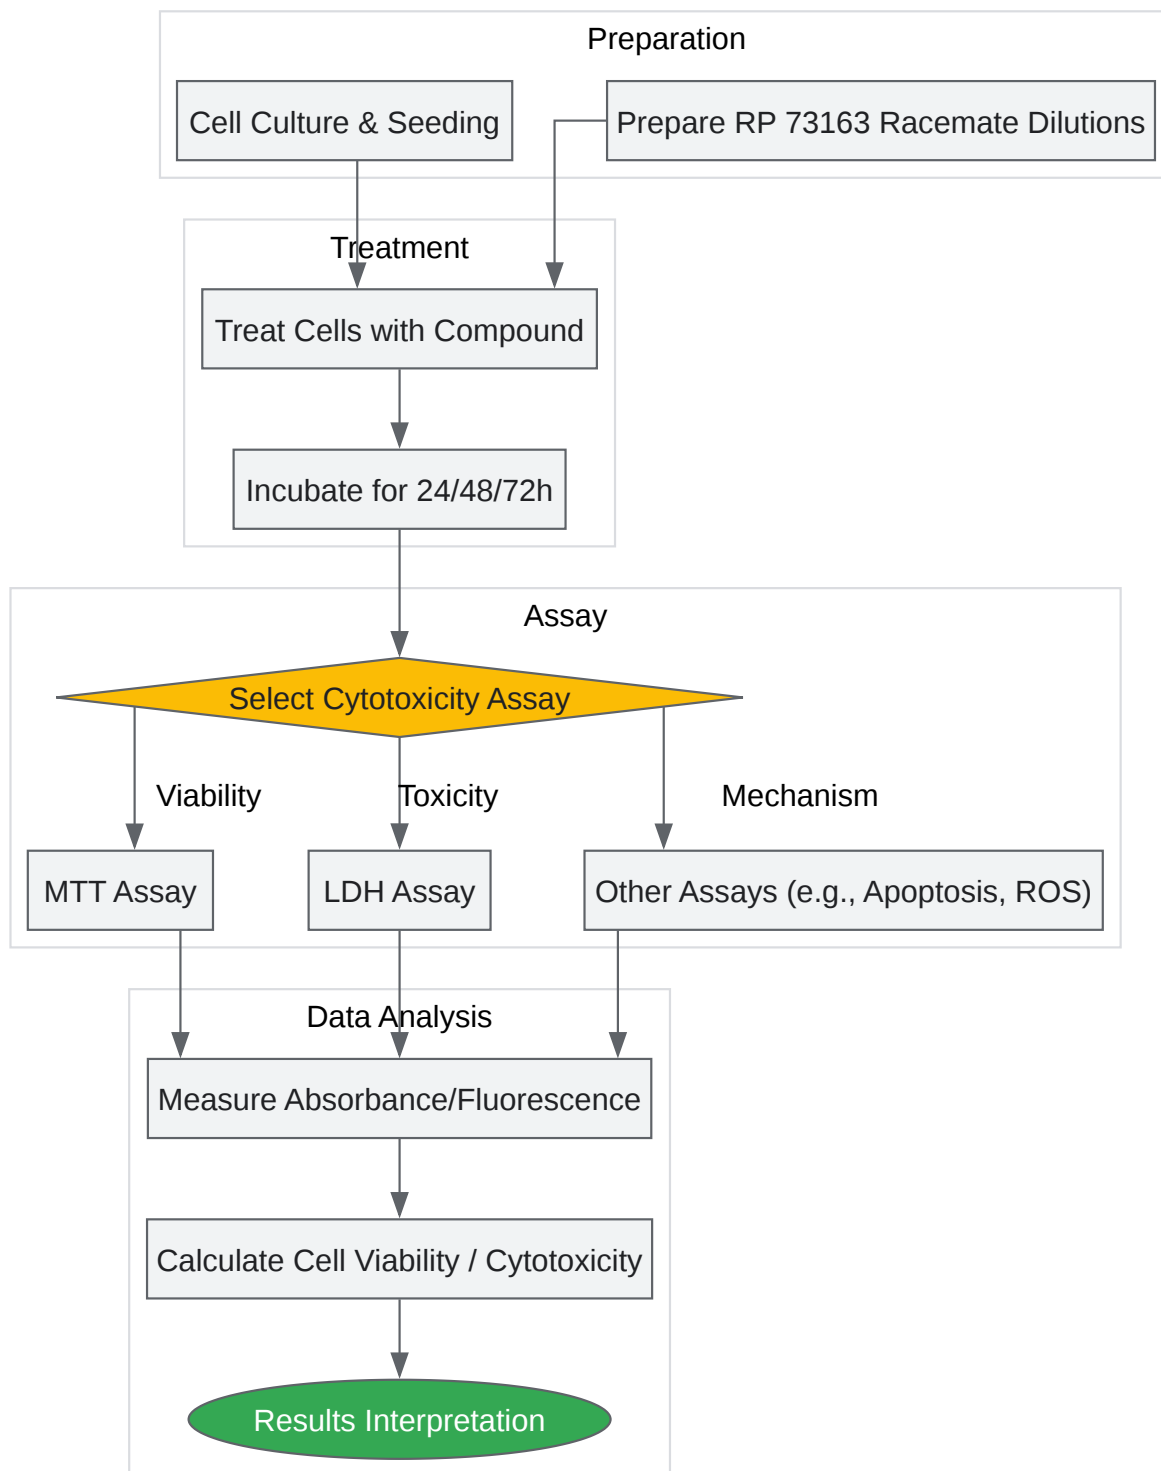 Preparation
Cell Culture & Seeding
Prepare RP 73163 Racemate Dilutions
Treatment
Treat Cells with Compound
Incubate for 24/48/72h
Assay
Select Cytotoxicity Assay
Viability
Toxicity
Mechanism
MTT Assay
LDH Assay
Other Assays (e.g., Apoptosis, ROS)
Data Analysis
Measure Absorbance/Fluorescence
Calculate Cell Viability / Cytotoxicity
Results Interpretation